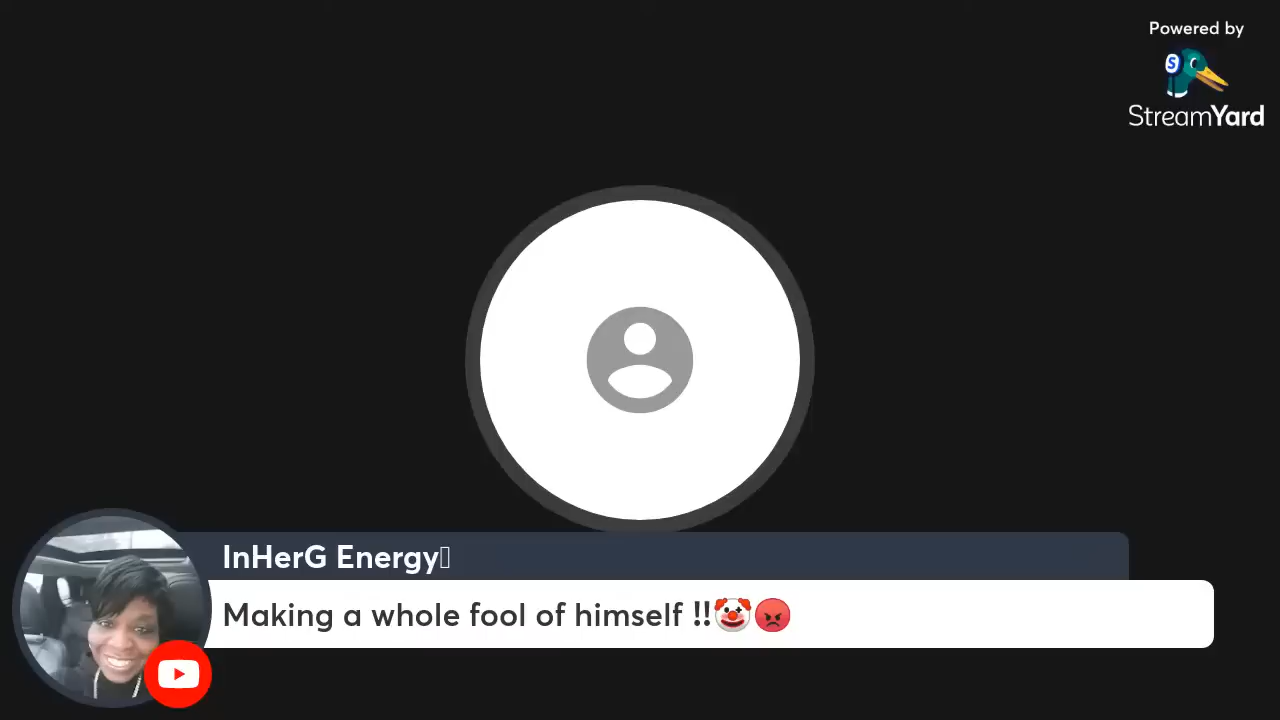 Powered by
S
StreamYard
InHerG Energy
Making a whole fool of himself !!🤡😡